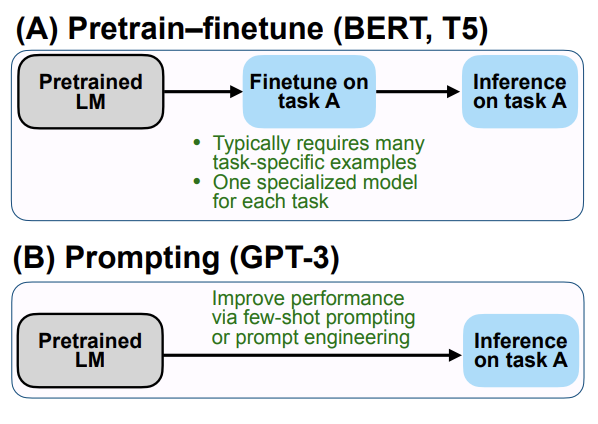 (A) Pretrain–finetune (BERT, T5)
Pretrained
LM
Finetune on
task A
Inference
on task A
• Typically requires many
task-specific examples
• One specialized model
for each task
(B) Prompting (GPT-3)
Improve performance
via few-shot prompting
or prompt engineering
Pretrained
LM
Inference
on task A